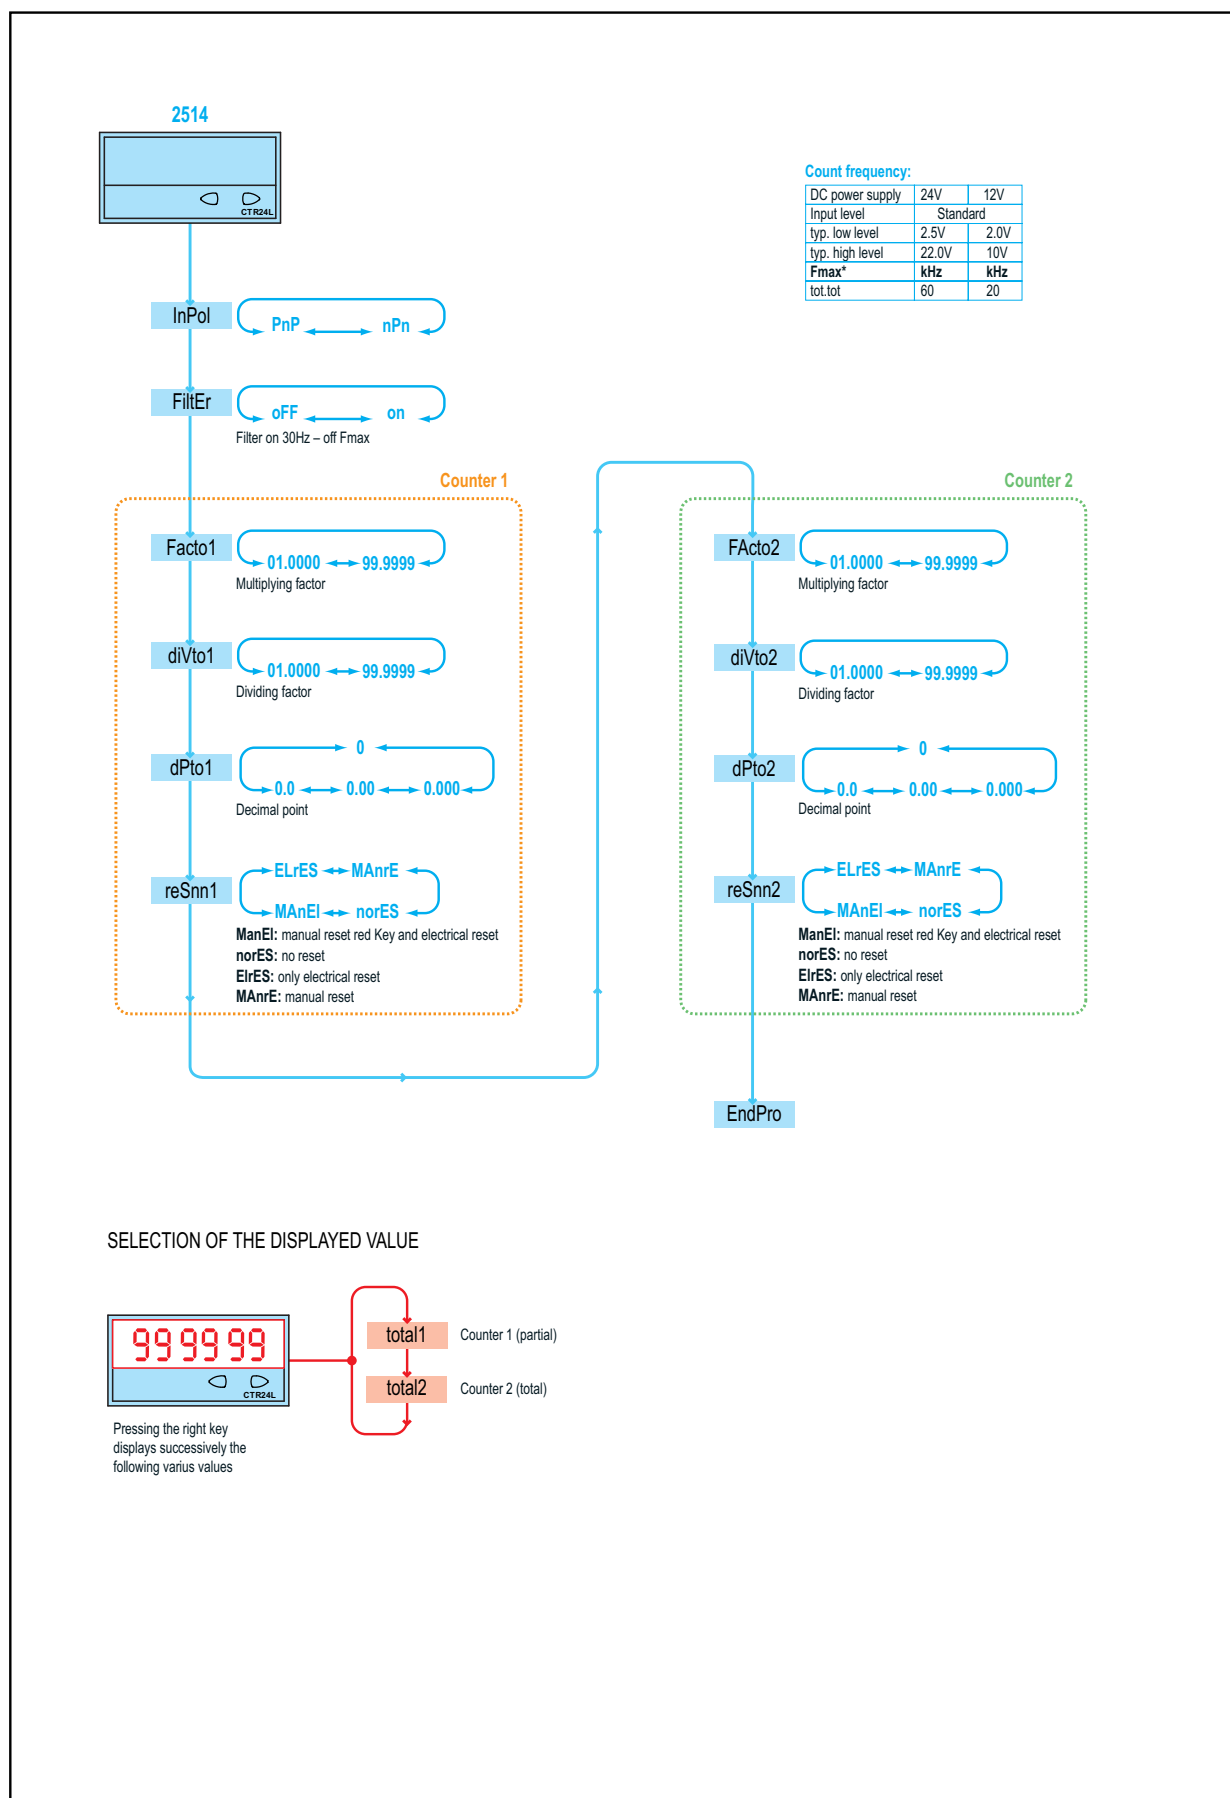 2514
CTR24L
Count frequency:
DC power supply 24V 12V
Input level Standard
typ. low level 2.5V 2.0V
typ. high level 22.0V 10V
Fmax* kHz kHz
tot.tot 60 20
InPol PnP nPn
FiltEr oFF on
Filter on 30Hz – off Fmax
Counter 1
Facto1 01.0000 99.9999
Multiplying factor
diVto1 01.0000 99.9999
Dividing factor
dPto1 0
0.0 0.00 0.000
Decimal point
reSnn1 ELrES MAnrE
MAnEl norES
ManEl: manual reset red Key and electrical reset
norES: no reset
ElrES: only electrical reset
MAnrE: manual reset
Counter 2
FActo2 01.0000 99.9999
Multiplying factor
diVto2 01.0000 99.9999
Dividing factor
dPto2 0
0.0 0.00 0.000
Decimal point
reSnn2 ELrES MAnrE
MAnEl norES
ManEl: manual reset red Key and electrical reset
norES: no reset
ElrES: only electrical reset
MAnrE: manual reset
EndPro
SELECTION OF THE DISPLAYED VALUE
999999
CTR24L
total1 Counter 1 (partial)
total2 Counter 2 (total)
Pressing the right key
displays successively the
following varius values